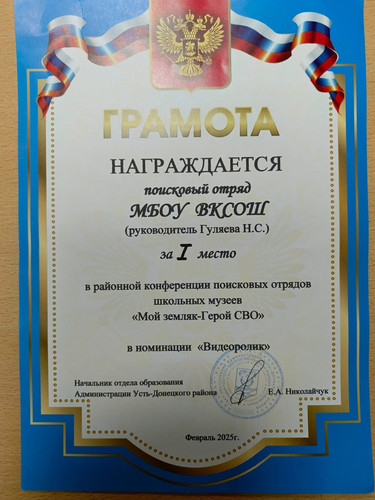 ГРАМОТА
НАГРАЖДАЕТСЯ
поисковый отряд
МБОУ ВКСОШ
(руководитель Гуляева Н.С.)
за I место
в районной конференции поисковых отрядов
школьных музеев
«Мой земляк-Герой СВО»
в номинации «Видеоролик»
Начальник отдела образования
Администрации Усть-Донецкого района Е.А. Николайчук
Февраль 2025г.